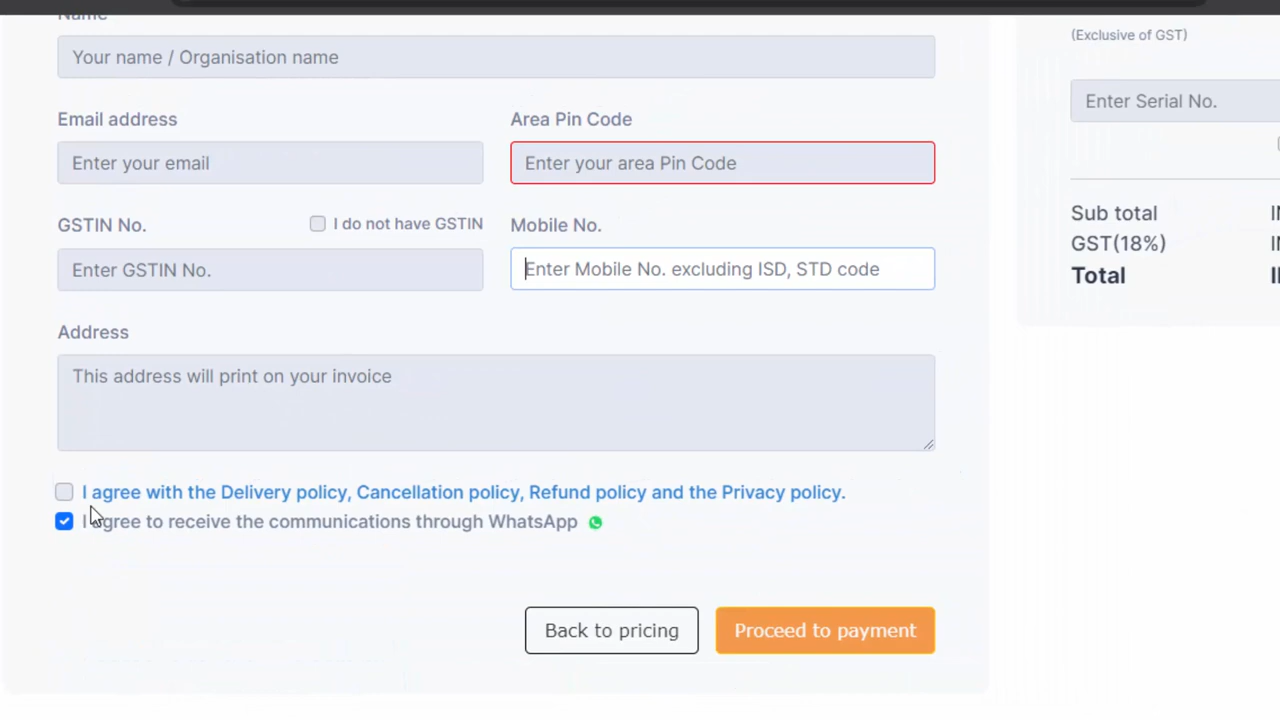 Name
(Exclusive of GST)
Your name / Organisation name
Enter Serial No.
Email address
Area Pin Code
Enter your email
Enter your area Pin Code
Sub total
GSTIN No.
I do not have GSTIN
Mobile No.
GST(18%)
Enter GSTIN No.
Enter Mobile No. excluding ISD, STD code
Total
Address
This address will print on your invoice
I agree with the Delivery policy, Cancellation policy, Refund policy and the Privacy policy.
I agree to receive the communications through WhatsApp
Back to pricing
Proceed to payment